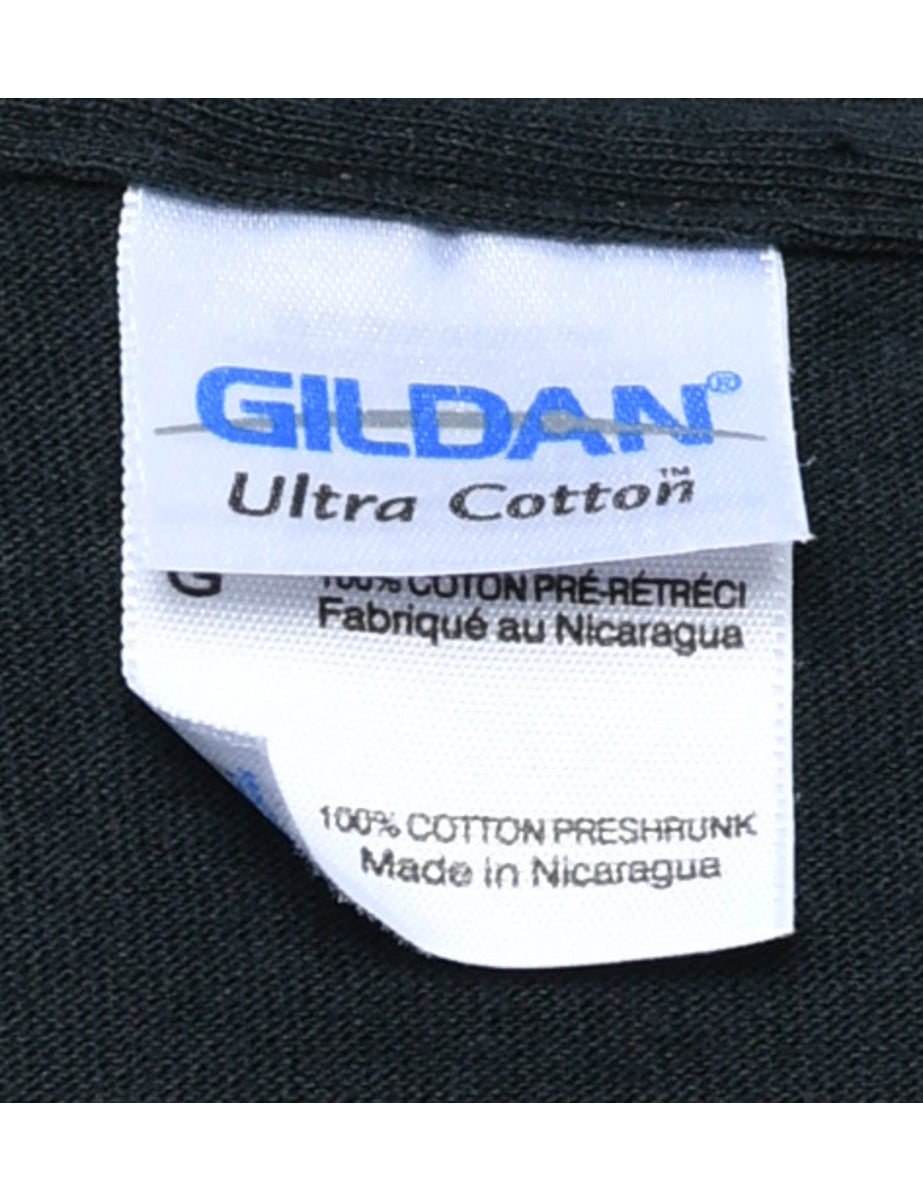 GILDAN®
Ultra Cotton™
G 100% COTON PRÉ-RÉTRÉCI
Fabriqué au Nicaragua
100% COTTON PRESHRUNK
Made in Nicaragua